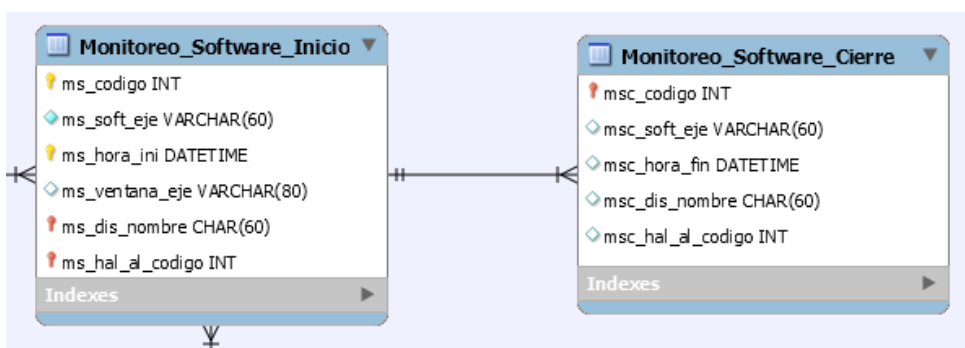 Monitoreo_Software_Inicio
ms_codigo INT
ms_soft_eje VARCHAR(60)
ms_hora_ini DATETIME
ms_ventana_eje VARCHAR(80)
ms_dis_nombre CHAR(60)
ms_hal_al_codigo INT
Indexes
Monitoreo_Software_Cierre
msc_codigo INT
msc_soft_eje VARCHAR(60)
msc_hora_fin DATETIME
msc_dis_nombre CHAR(60)
msc_hal_al_codigo INT
Indexes